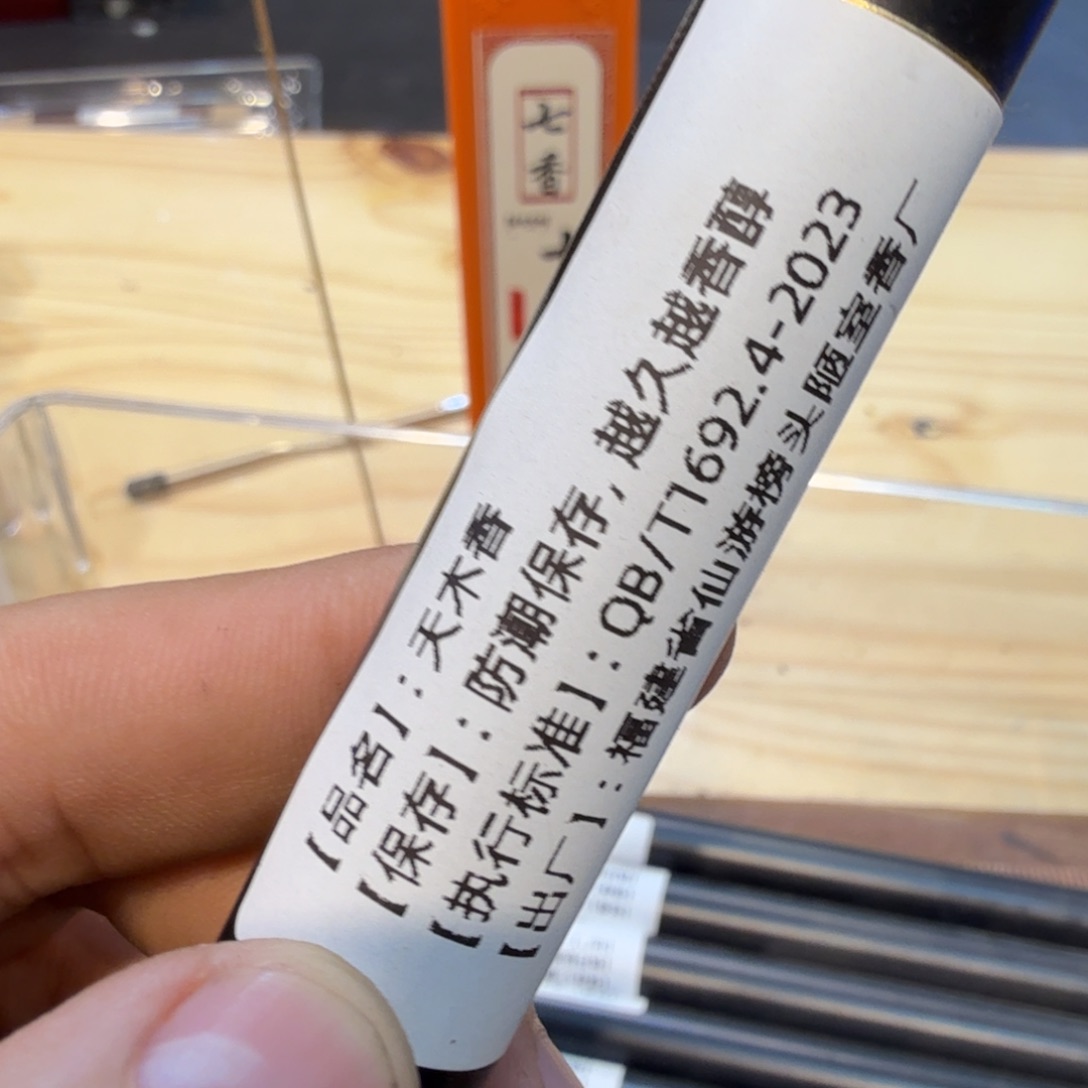 【品名】：天木香
【保存】：防潮保存，越久越香醇
【执行标准】：QB/T1692.4-2023
【出厂】：福建省仙游榜头陋室香厂
七香